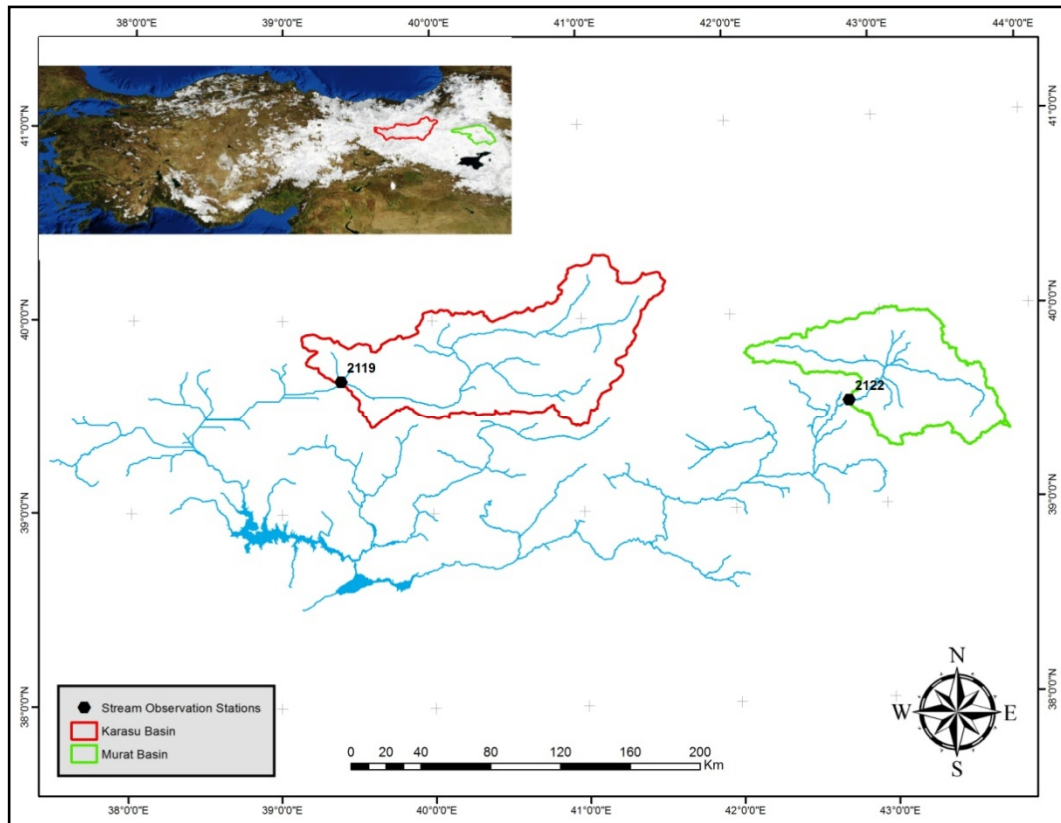 38°0'0"E 39°0'0"E 40°0'0"E 41°0'0"E 42°0'0"E 43°0'0"E 44°0'0"E
41°0'0"N
41°0'0"N
40°0'0"N
40°0'0"N
2119
2122
39°0'0"N
39°0'0"N
38°0'0"N
38°0'0"N
N
W E
S
Stream Observation Stations
Karasu Basin
Murat Basin
0 20 40 80 120 160 200
Km
38°0'0"E 39°0'0"E 40°0'0"E 41°0'0"E 42°0'0"E 43°0'0"E